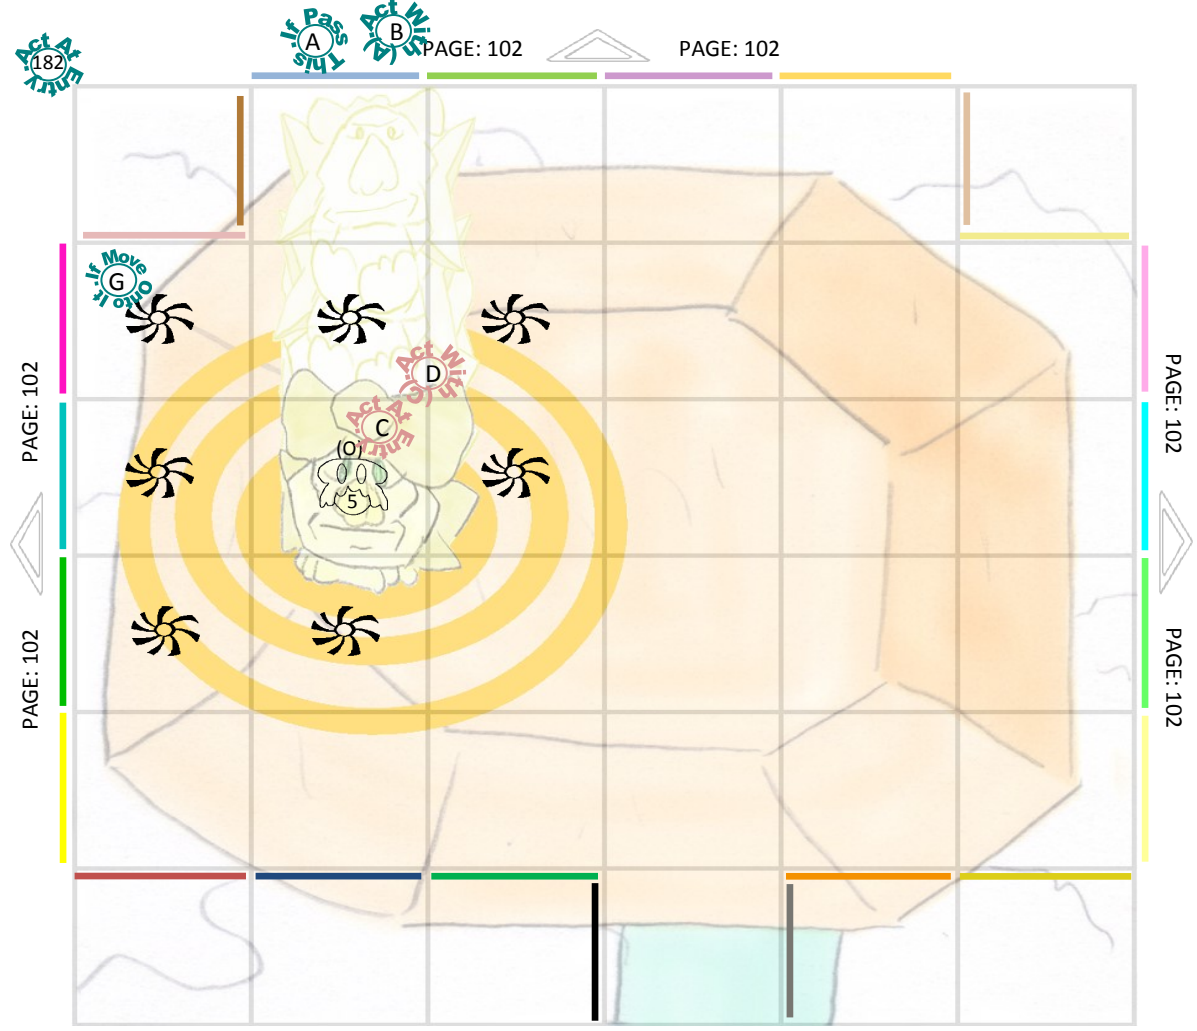 Act At Entry
182
If Pass This
A
Act With (A)
B
PAGE: 102
PAGE: 102
If Move Onto It
G
Act With (C)
D
Act At Entry
C
(O)
5
PAGE: 102
PAGE: 102
PAGE: 102
PAGE: 102